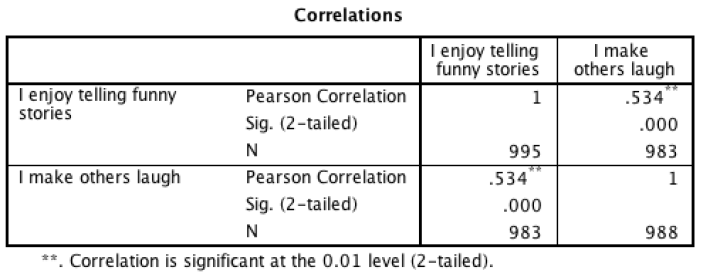 Correlations
I enjoy telling funny stories
I make others laugh
I enjoy telling funny stories Pearson Correlation 1 .534**
Sig. (2-tailed) .000
N 995 983
I make others laugh Pearson Correlation .534** 1
Sig. (2-tailed) .000
N 983 988
**. Correlation is significant at the 0.01 level (2-tailed).